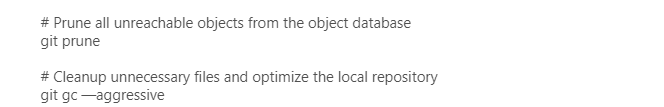 # Prune all unreachable objects from the object database
git prune
# Cleanup unnecessary files and optimize the local repository
git gc —aggressive